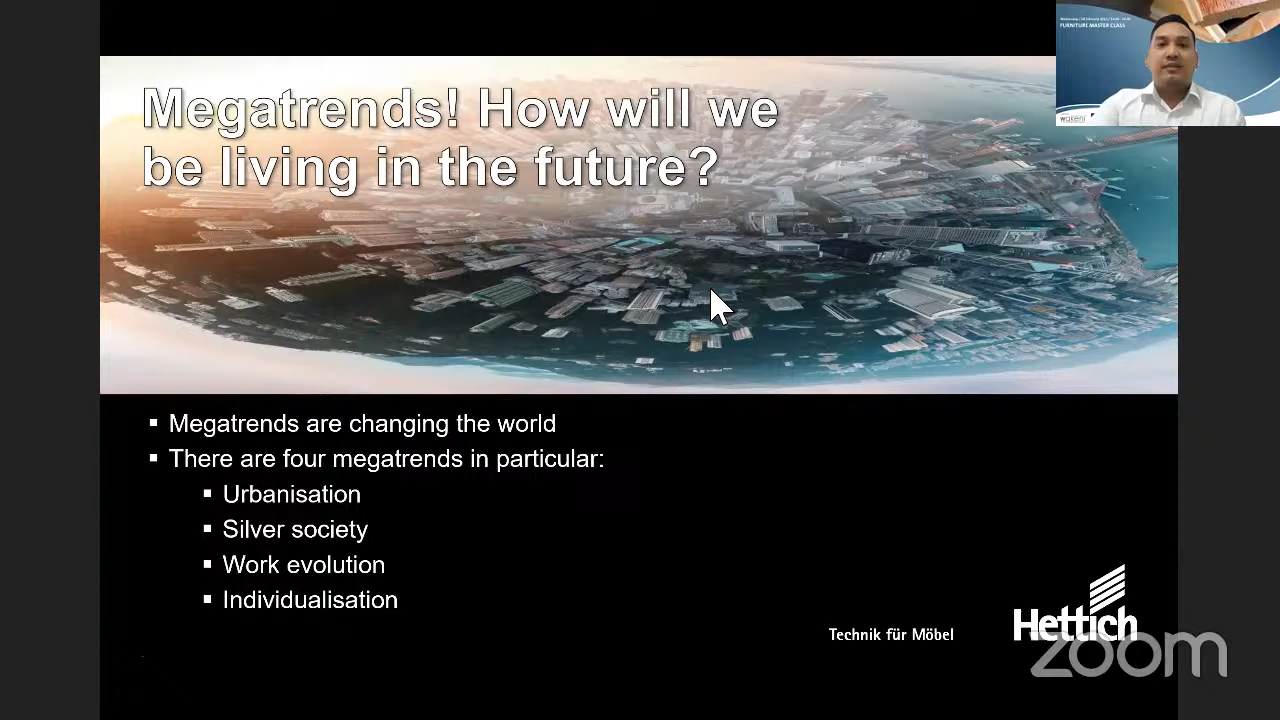 Megatrends! How will we
be living in the future?
FURNITURE MASTER CLASS
wakeni
▪ Megatrends are changing the world
▪ There are four megatrends in particular:
▪ Urbanisation
▪ Silver society
▪ Work evolution
▪ Individualisation
Technik für Möbel
Hettich
zoom